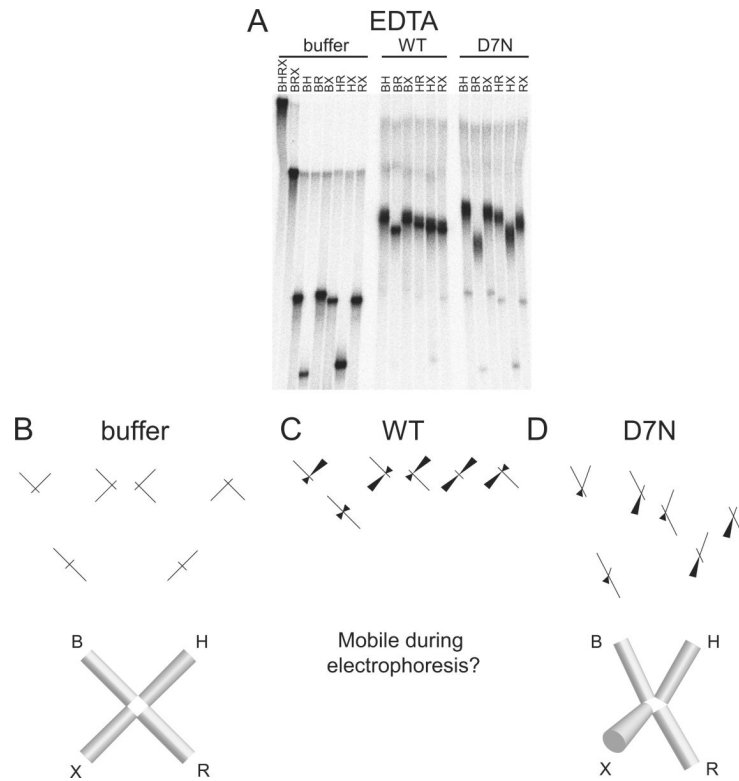 A
EDTA
buffer
WT
D7N
BHRX BRX BH BR BX HR HX RX
BH BR BX HR HX RX
BH BR BX HR HX RX
B
buffer
C
WT
D
D7N
B
H
X
R
Mobile during
electrophoresis?
B
H
X
R